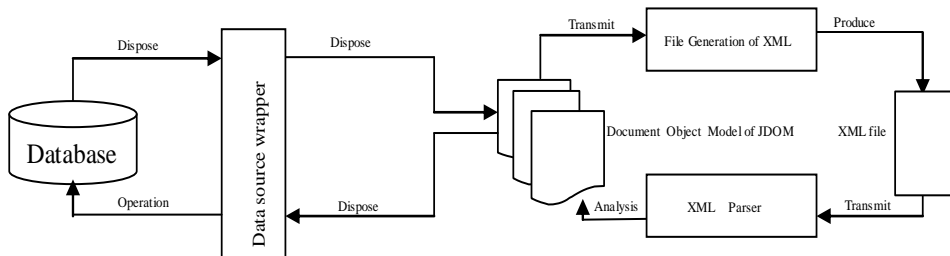 Transmit
Produce
Dispose
Dispose
File Generation of XML
Database
Data source wrapper
Document Object Model of JDOM
XML file
Operation
Dispose
Analysis
XML Parser
Transmit